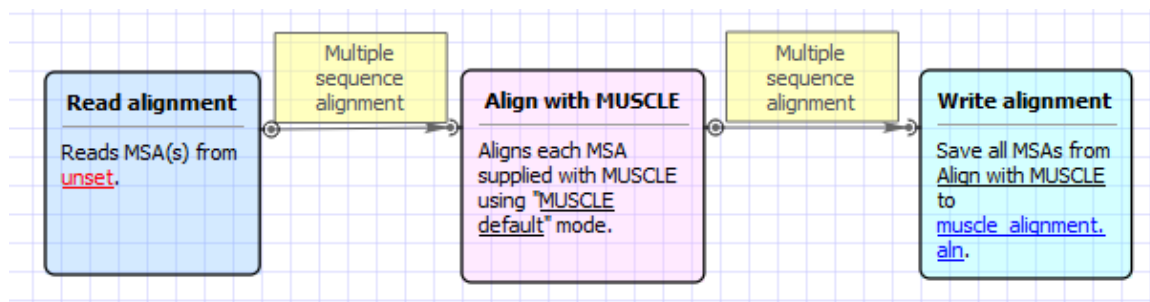 Read alignment
Reads MSA(s) from
unset.
Multiple
sequence
alignment
Align with MUSCLE
Aligns each MSA
supplied with MUSCLE
using "MUSCLE
default" mode.
Multiple
sequence
alignment
Write alignment
Save all MSAs from
Align with MUSCLE
to
muscle_alignment.
aln.